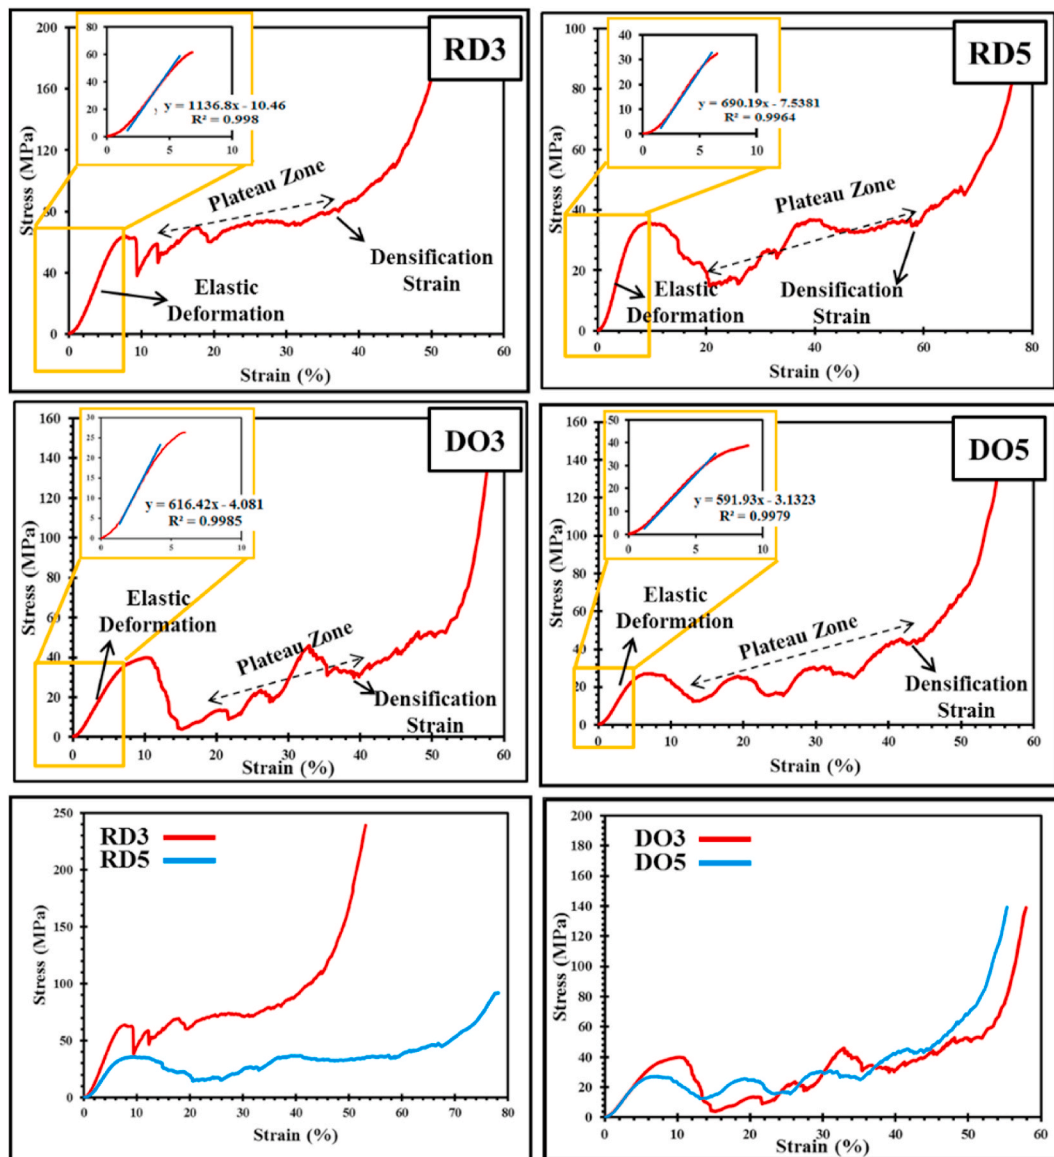 RD3
Stress (MPa)
200
160
120
80
40
0
80
60
40
20
0
0
5
10
y = 1136.8x - 10.46
R² = 0.998
Plateau Zone
Densification
Strain
Elastic
Deformation
0
10
20
30
40
50
60
Strain (%)
RD5
Stress (MPa)
100
80
60
40
20
0
40
30
20
10
0
0
5
10
y = 690.19x - 7.5381
R² = 0.9964
Plateau Zone
Elastic
Deformation
Densification
Strain
0
20
40
60
80
Strain (%)
DO3
Stress (MPa)
160
140
120
100
80
60
40
20
0
30
25
20
15
10
5
0
0
5
10
y = 616.42x - 4.081
R² = 0.9985
Elastic
Deformation
Plateau Zone
Densification
Strain
0
10
20
30
40
50
60
Strain (%)
DO5
Stress (MPa)
160
140
120
100
80
60
40
20
0
50
40
30
20
10
0
0
5
10
y = 591.93x - 3.1323
R² = 0.9979
Elastic
Deformation
Plateau Zone
Densification
Strain
0
10
20
30
40
50
60
Strain (%)
RD3
RD5
Stress (MPa)
250
200
150
100
50
0
0
10
20
30
40
50
60
70
80
Strain (%)
DO3
DO5
Stress (MPa)
200
180
160
140
120
100
80
60
40
20
0
0
10
20
30
40
50
60
Strain (%)